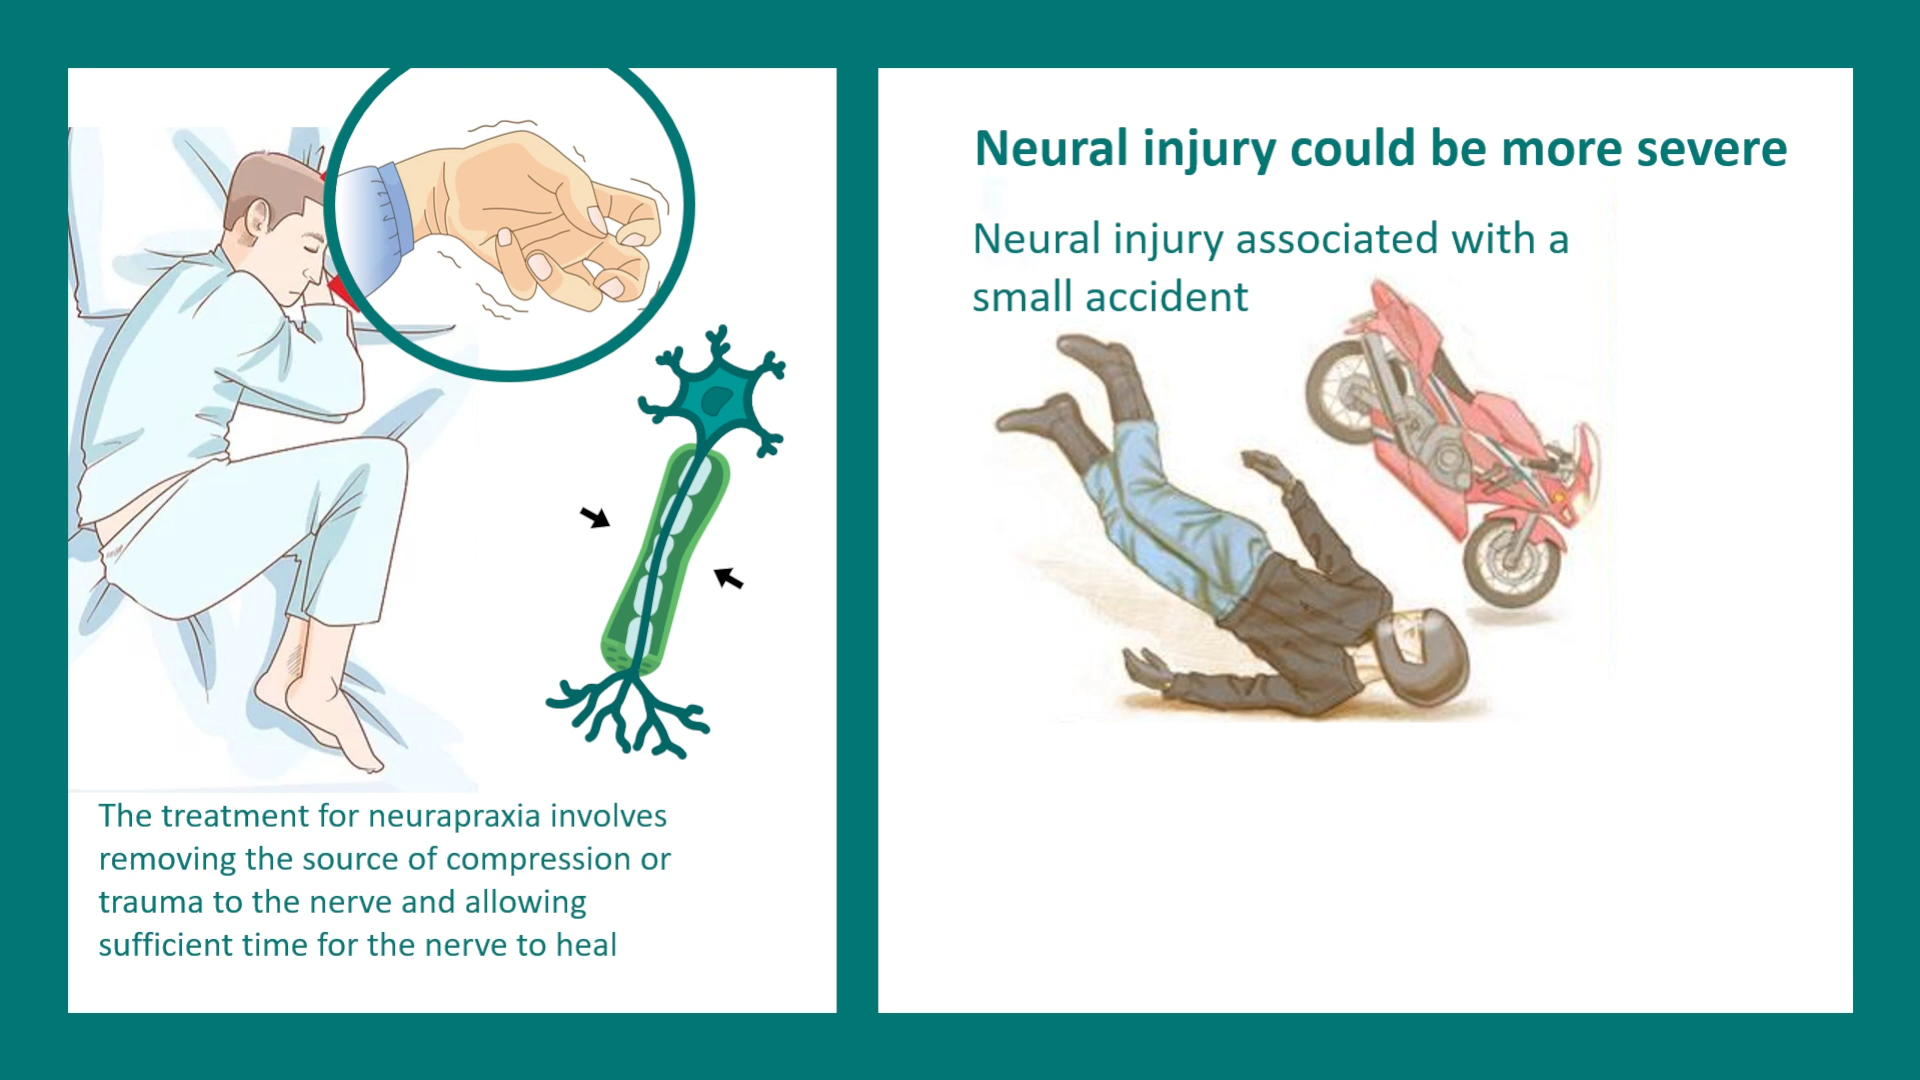 The treatment for neurapraxia involves
removing the source of compression or
trauma to the nerve and allowing
sufficient time for the nerve to heal
Neural injury could be more severe
Neural injury associated with a
small accident